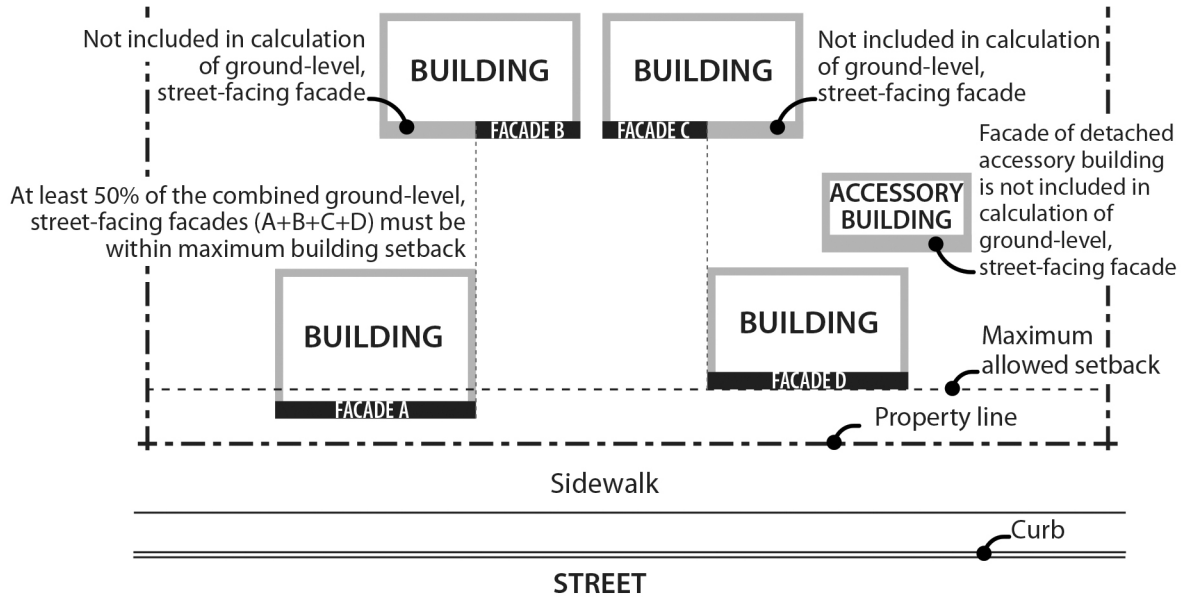 Not included in calculation
of ground-level,
street-facing facade
BUILDING
FACADE B
BUILDING
FACADE C
Not included in calculation
of ground-level,
street-facing facade
At least 50% of the combined ground-level,
street-facing facades (A+B+C+D) must be
within maximum building setback
ACCESSORY
BUILDING
Facade of detached
accessory building
is not included in
calculation of
ground-level,
street-facing facade
BUILDING
FACADE A
BUILDING
FACADE D
Maximum
allowed setback
Property line
Sidewalk
Curb
STREET